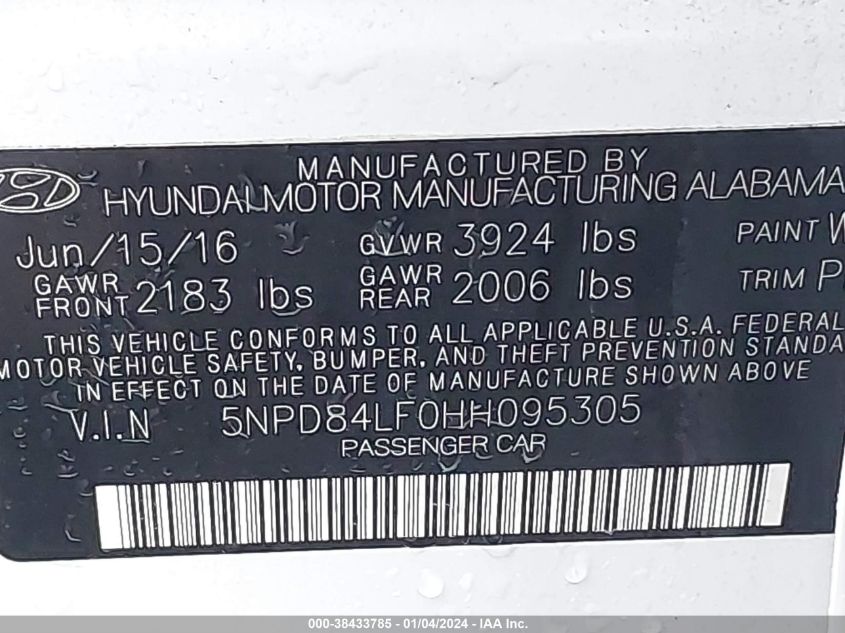 MANUFACTURED BY
HYUNDAI MOTOR MANUFACTURING ALABAMA
Jun/15/16 GVWR 3924 lbs PAINT W
GAWR FRONT 2183 lbs GAWR REAR 2006 lbs TRIM P
THIS VEHICLE CONFORMS TO ALL APPLICABLE U.S.A. FEDERAL
MOTOR VEHICLE SAFETY, BUMPER, AND THEFT PREVENTION STANDA
IN EFFECT ON THE DATE OF MANUFACTURE SHOWN ABOVE
V.I.N 5NPD84LF0HH095305
PASSENGER CAR
000-38433785 - 01/04/2024 - IAA Inc.